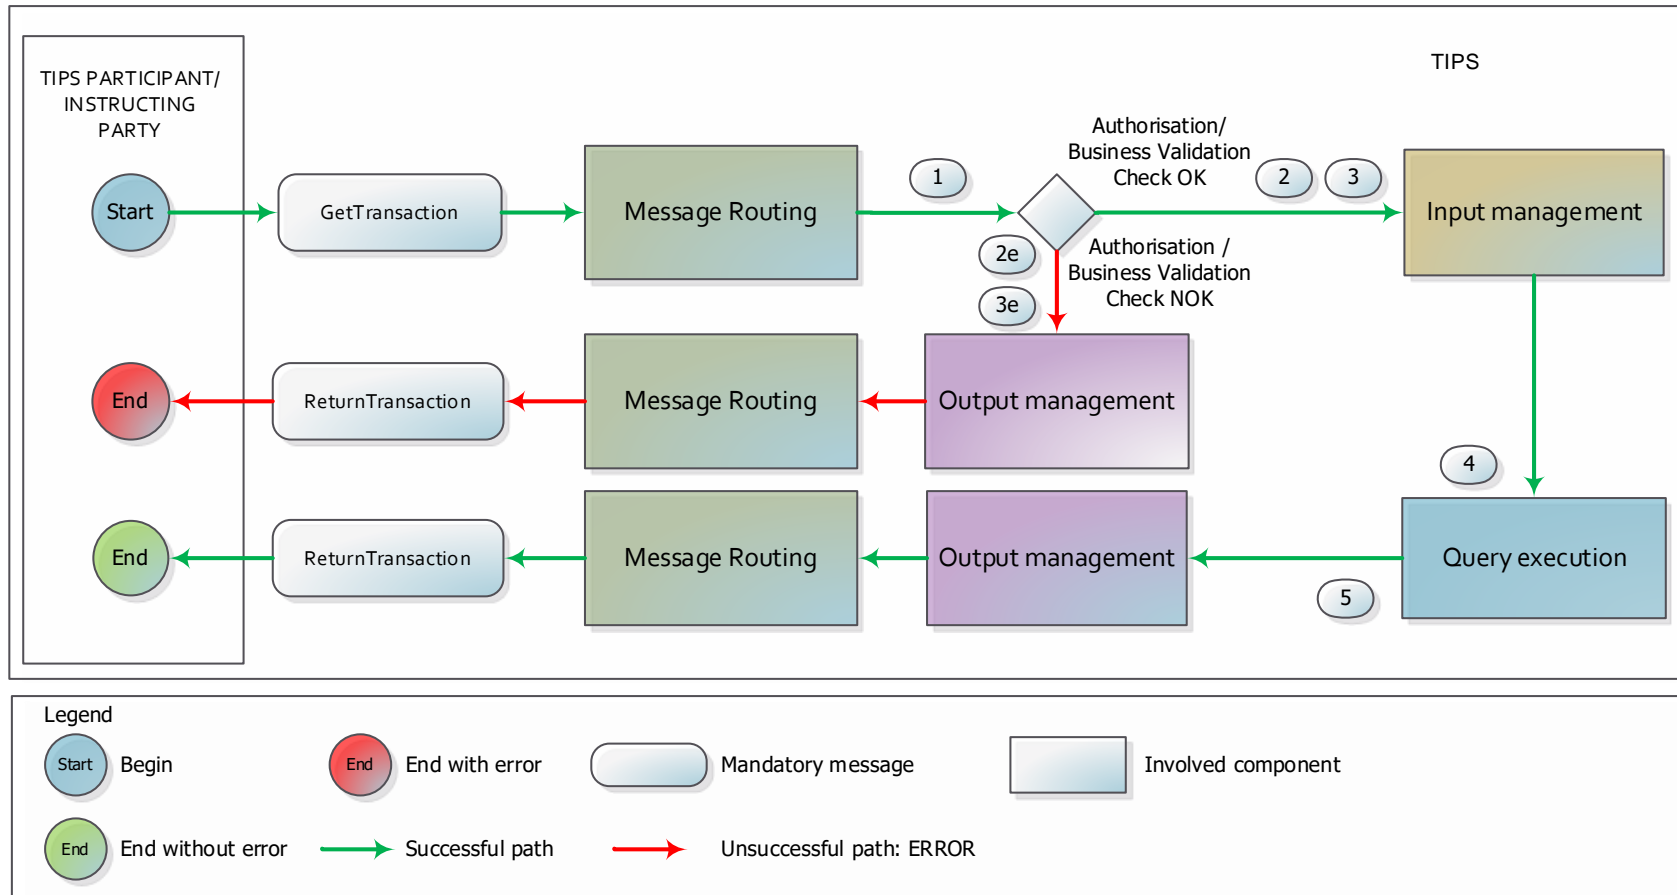 TIPS
TIPS PARTICIPANT/
INSTRUCTING
PARTY
Start
GetTransaction
Message Routing
1
Authorisation/
Business Validation
Check OK
2
3
Input management
2e
3e
Authorisation /
Business Validation
Check NOK
End
ReturnTransaction
Message Routing
Output management
4
End
ReturnTransaction
Message Routing
Output management
Query execution
5
Legend
Start
Begin
End
End with error
Mandatory message
Involved component
End
End without error
Successful path
Unsuccessful path: ERROR